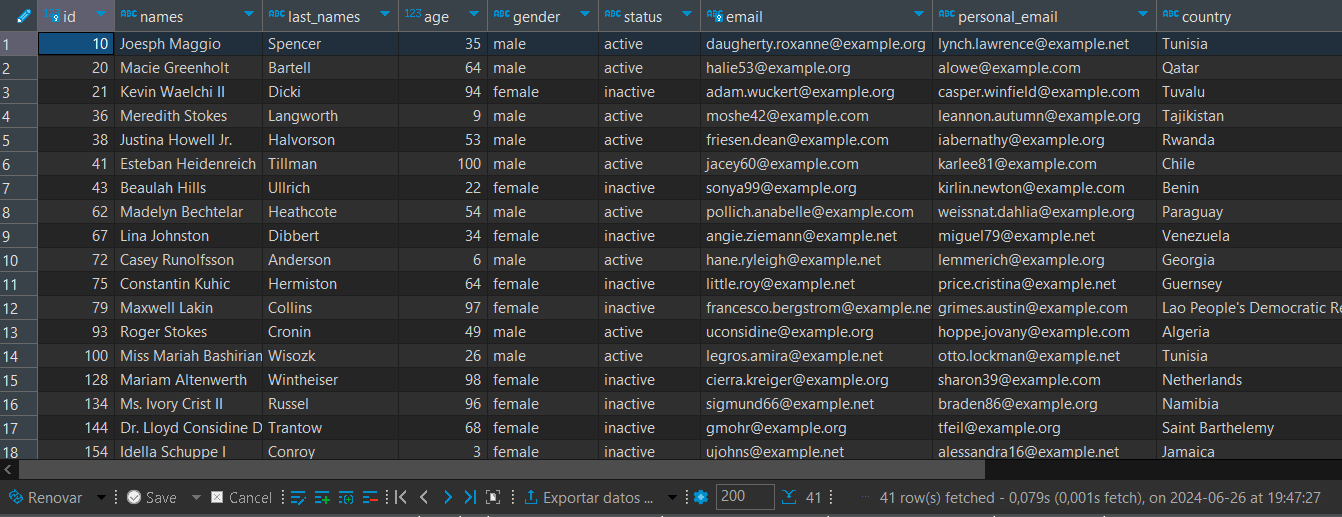 123 id ABC names ABC last_names 123 age ABC gender ABC status ABC email ABC personal_email ABC country
1 10 Joesph Maggio Spencer 35 male active daugherty.roxanne@example.org lynch.lawrence@example.net Tunisia
2 20 Macie Greenholt Bartell 64 male active halie53@example.org alowe@example.com Qatar
3 21 Kevin Waelchi II Dicki 94 female inactive adam.wuckert@example.org casper.winfield@example.com Tuvalu
4 36 Meredith Stokes Langworth 9 male active moshe42@example.com leannon.autumn@example.org Tajikistan
5 38 Justina Howell Jr. Halvorson 53 male active friesen.dean@example.com iabernathy@example.org Rwanda
6 41 Esteban Heidenreich Tillman 100 male active jacey60@example.com karlee81@example.com Chile
7 43 Beaulah Hills Ullrich 22 female inactive sonya99@example.org kirlin.newton@example.com Benin
8 62 Madelyn Bechtelar Heathcote 54 male active pollich.anabelle@example.com weissnat.dahlia@example.org Paraguay
9 67 Lina Johnston Dibbert 34 female inactive angie.ziemann@example.net miguel79@example.net Venezuela
10 72 Casey Runolfsson Anderson 6 male active hane.ryleigh@example.net lemmerich@example.org Georgia
11 75 Constantin Kuhic Hermiston 64 female inactive little.roy@example.net price.cristina@example.net Guernsey
12 79 Maxwell Lakin Collins 97 female inactive francesco.bergstrom@example.ne grimes.austin@example.com Lao People's Democratic Re
13 93 Roger Stokes Cronin 49 male active uconsidine@example.org hoppe.jovany@example.com Algeria
14 100 Miss Mariah Bashirian Wisozk 26 male active legros.amira@example.net otto.lockman@example.net Tunisia
15 128 Mariam Altenwerth Wintheiser 98 female inactive cierra.kreiger@example.org sharon39@example.com Netherlands
16 134 Ms. Ivory Crist II Russel 96 female inactive sigmund66@example.net braden86@example.org Namibia
17 144 Dr. Lloyd Considine D Trantow 68 female inactive gmohr@example.org tfeil@example.org Saint Barthelemy
18 154 Idella Schuppe I Conroy 3 female inactive ujohns@example.net alessandra16@example.net Jamaica
Renovar Save Cancel Exportar datos ... 200 41 41 row(s) fetched - 0,079s (0,001s fetch), on 2024-06-26 at 19:47:27